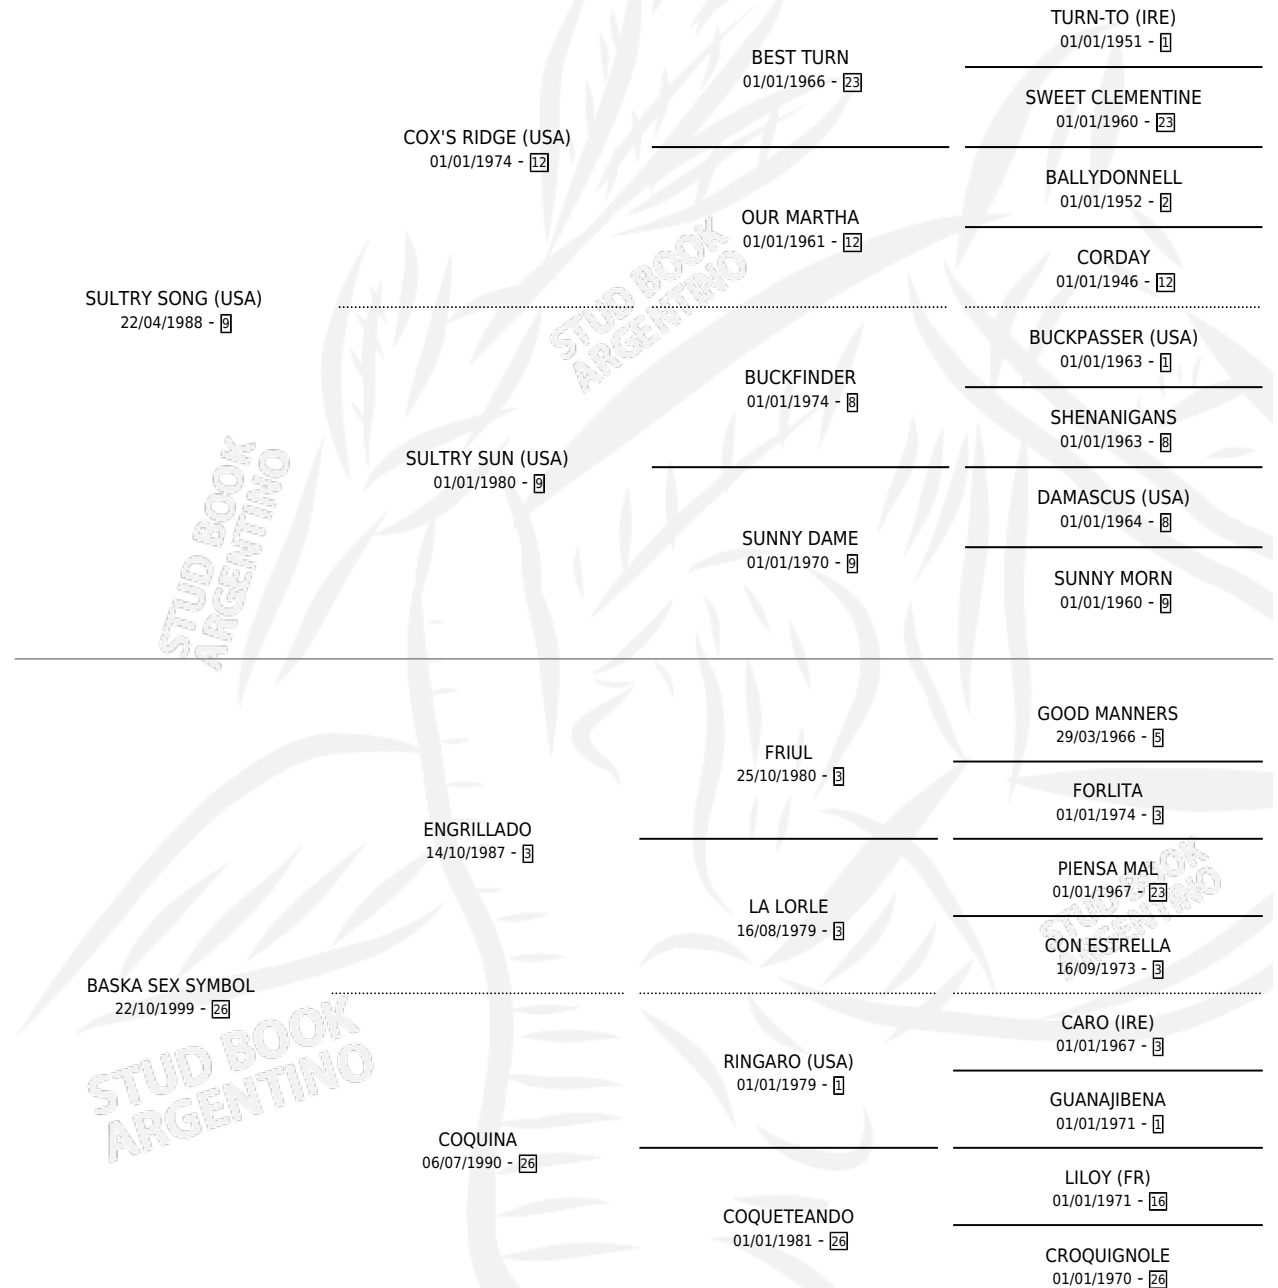 TURN-TO (IRE)
01/01/1951 - 1
BEST TURN
01/01/1966 - 23
SWEET CLEMENTINE
01/01/1960 - 23
COX'S RIDGE (USA)
01/01/1974 - 12
BALLYDONNELL
01/01/1952 - 2
OUR MARTHA
01/01/1961 - 12
CORDAY
01/01/1946 - 12
SULTRY SONG (USA)
22/04/1988 - 9
STUD BOOK
ARGENTINO
BUCKPASSER (USA)
01/01/1963 - 1
BUCKFINDER
01/01/1974 - 8
SHENANIGANS
01/01/1963 - 8
SULTRY SUN (USA)
01/01/1980 - 9
DAMASCUS (USA)
01/01/1964 - 8
SUNNY DAME
01/01/1970 - 9
SUNNY MORN
01/01/1960 - 9
STUD BOOK
ARGENTINO
GOOD MANNERS
29/03/1966 - 5
FRIUL
25/10/1980 - 3
FORLITA
01/01/1974 - 3
ENGRILLADO
14/10/1987 - 3
PIENSA MAL
01/01/1967 - 23
LA LORLE
16/08/1979 - 3
STUD BOOK
ARGENTINO
CON ESTRELLA
16/09/1973 - 3
BASKA SEX SYMBOL
22/10/1999 - 26
STUD BOOK
ARGENTINO
CARO (IRE)
01/01/1967 - 3
RINGARO (USA)
01/01/1979 - 1
GUANAJIBENA
01/01/1971 - 1
COQUINA
06/07/1990 - 26
LILOY (FR)
01/01/1971 - 16
COQUETEANDO
01/01/1981 - 26
CROQUIGNOLE
01/01/1970 - 26